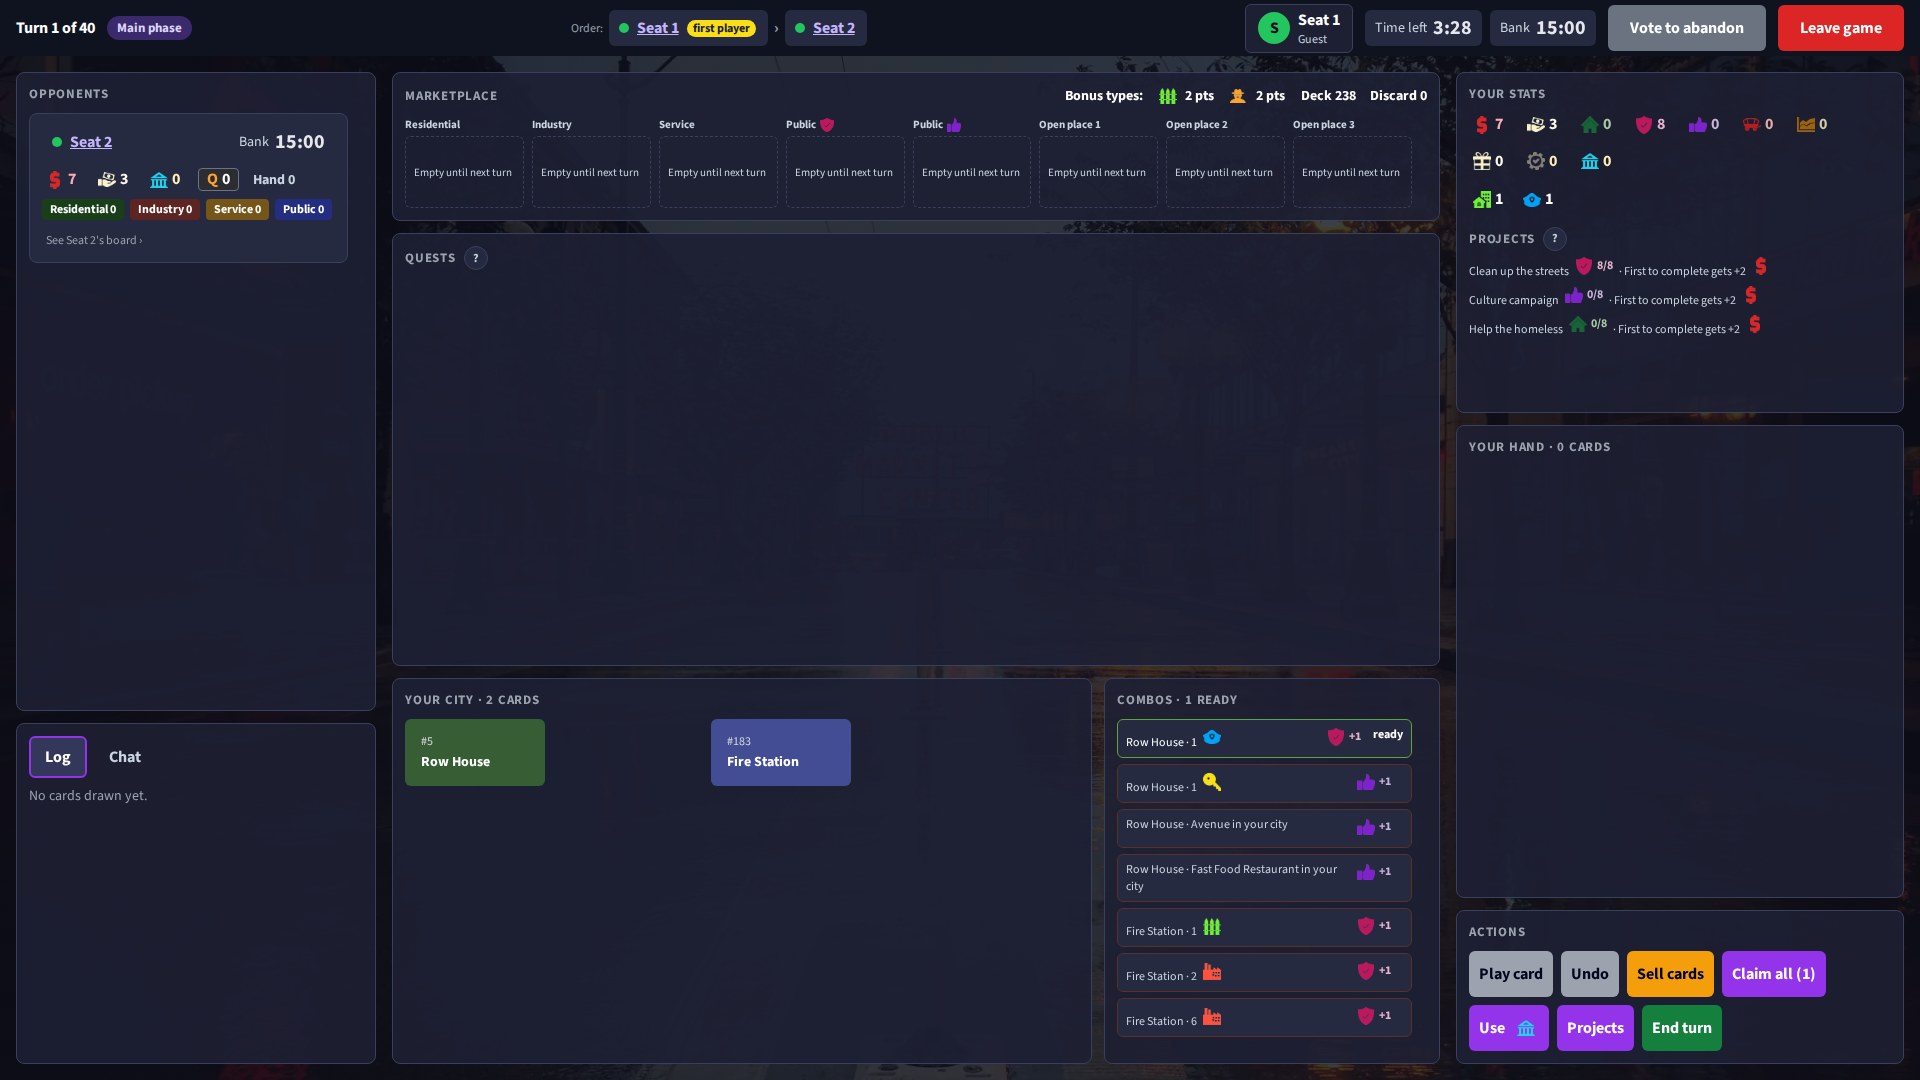 Turn 1 of 40 Main phase
Order: Seat 1 first player › Seat 2
S Seat 1 Guest
Time left 3:28
Bank 15:00
Vote to abandon
Leave game
OPPONENTS
Seat 2 Bank 15:00
7 3 0 Q 0 Hand 0
Residential 0 Industry 0 Service 0 Public 0
See Seat 2's board ›
MARKETPLACE
Bonus types: 2 pts 2 pts Deck 238 Discard 0
Residential Industry Service Public Public Open place 1 Open place 2 Open place 3
Empty until next turn Empty until next turn Empty until next turn Empty until next turn Empty until next turn Empty until next turn Empty until next turn Empty until next turn
QUESTS ?
YOUR STATS
7 3 0 8 0 0 0
0 0 0
1 1
PROJECTS ?
Clean up the streets 8/8 · First to complete gets +2
Culture campaign 0/8 · First to complete gets +2
Help the homeless 0/8 · First to complete gets +2
YOUR HAND · 0 CARDS
Log Chat
No cards drawn yet.
YOUR CITY · 2 CARDS
#5
Row House
#183
Fire Station
COMBOS · 1 READY
Row House · 1 +1 ready
Row House · 1 +1
Row House · Avenue in your city +1
Row House · Fast Food Restaurant in your +1
city
Fire Station · 1 +1
Fire Station · 2 +1
Fire Station · 6 +1
ACTIONS
Play card Undo Sell cards Claim all (1)
Use Projects End turn